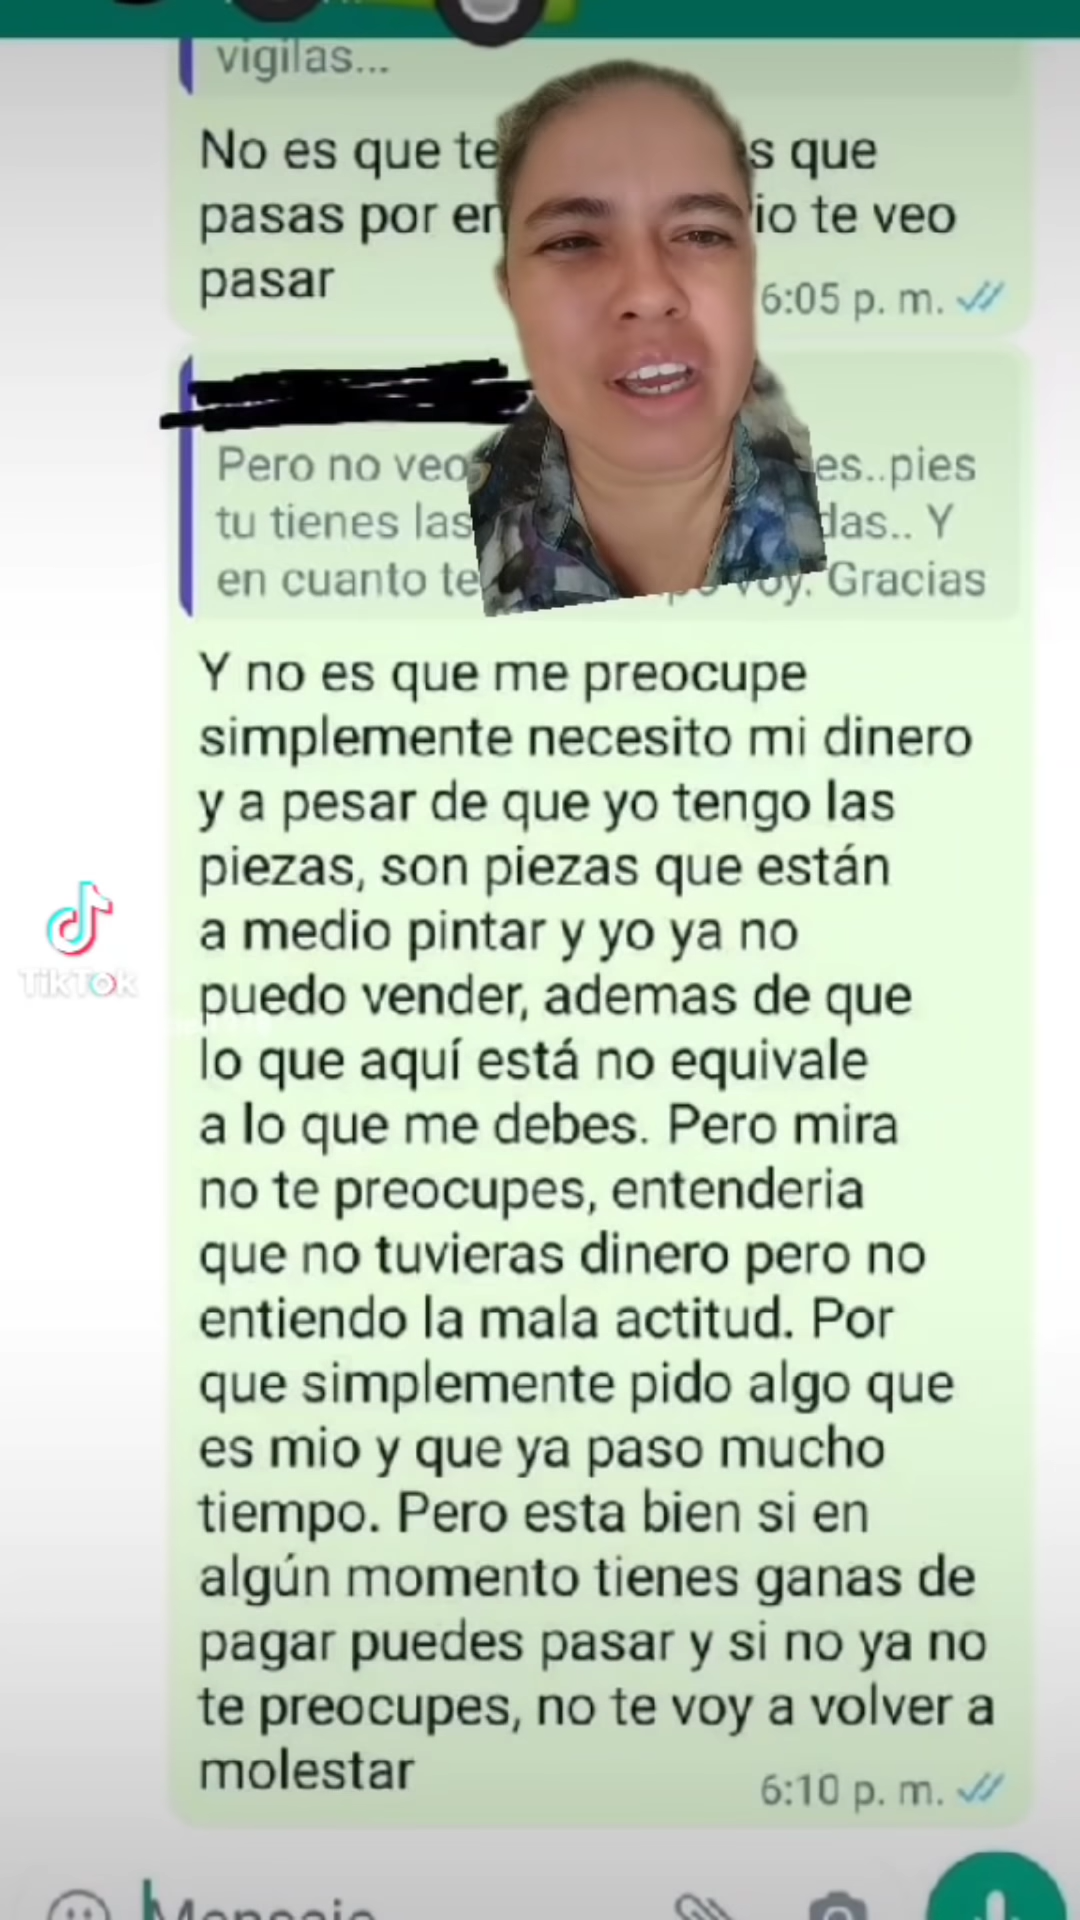 vigilas...
No es que te s que
pasas por en io te veo
pasar
6:05 p. m.
Pero no veo es..pies
tu tienes las das.. Y
en cuanto te voy. Gracias
Y no es que me preocupe
simplemente necesito mi dinero
y a pesar de que yo tengo las
piezas, son piezas que están
a medio pintar y yo ya no
puedo vender, ademas de que
lo que aquí está no equivale
a lo que me debes. Pero mira
no te preocupes, entenderia
que no tuvieras dinero pero no
entiendo la mala actitud. Por
que simplemente pido algo que
es mio y que ya paso mucho
tiempo. Pero esta bien si en
algún momento tienes ganas de
pagar puedes pasar y si no ya no
te preocupes, no te voy a volver a
molestar
6:10 p. m.
TikTok
Mensaje